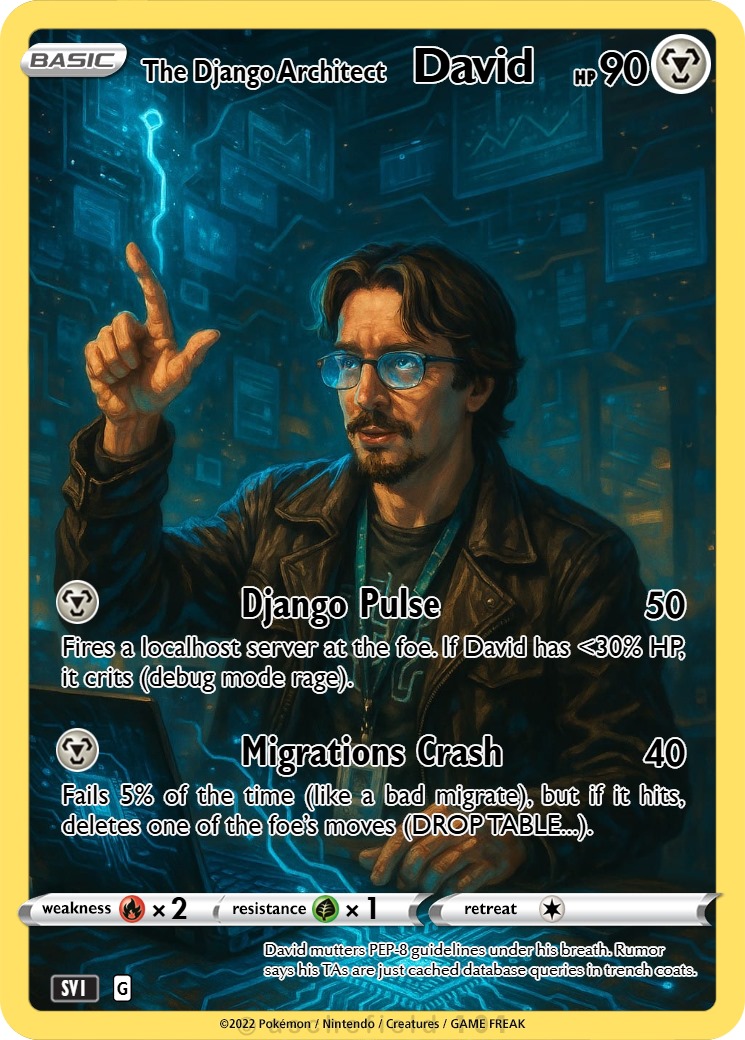 BASIC
The Django Architect David HP 90
Django Pulse 50
Fires a localhost server at the foe. If David has <30% HP,
it crits (debug mode rage).
Migrations Crash 40
Fails 5% of the time (like a bad migrate), but if it hits,
deletes one of the foe's moves (DROP TABLE...).
weakness × 2 resistance × 1 retreat
David mutters PEP-8 guidelines under his breath. Rumor
says his TAs are just cached database queries in trench coats.
SVI G
©2022 Pokémon / Nintendo / Creatures / GAME FREAK